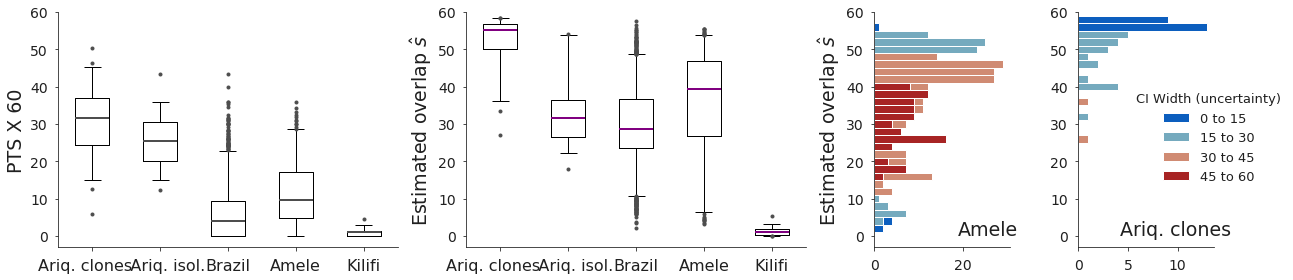 PTS X 60
60
50
40
30
20
10
0
Ariq. clones Ariq. isol. Brazil Amele Kilifi
Estimated overlap ŝ
60
50
40
30
20
10
0
Ariq. clones Ariq. isol. Brazil Amele Kilifi
Estimated overlap ŝ
60
50
40
30
20
10
0
Amele
0 20
60
50
40
30
20
10
0
CI Width (uncertainty)
0 to 15
15 to 30
30 to 45
45 to 60
Ariq. clones
0 5 10